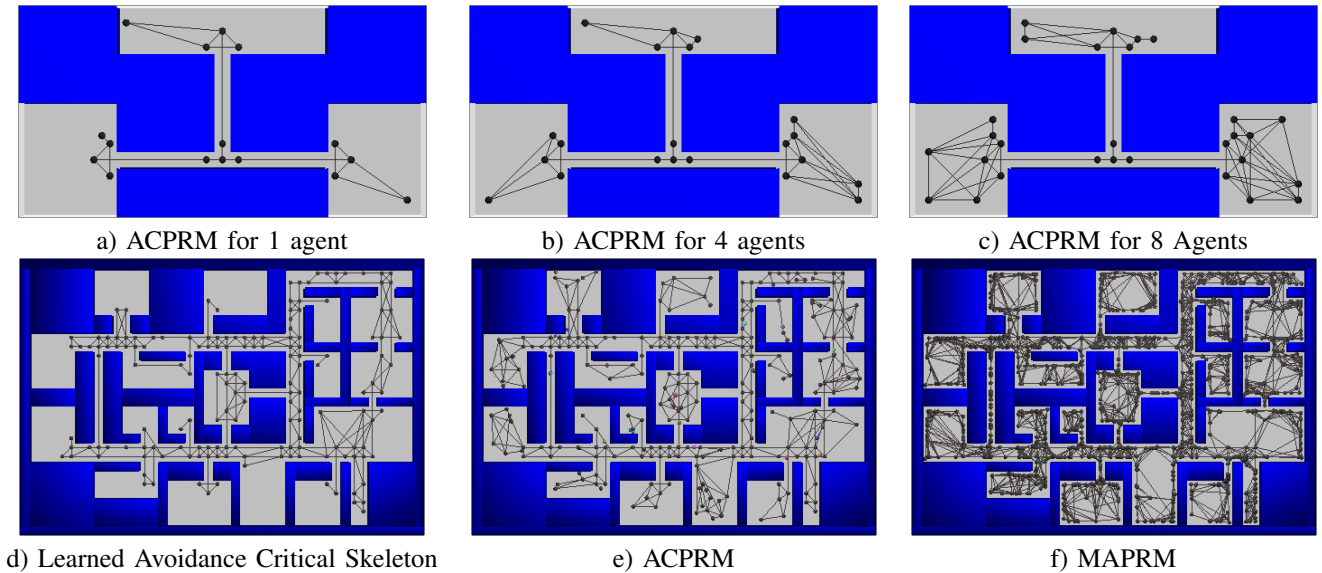 a) ACPRM for 1 agent
b) ACPRM for 4 agents
c) ACPRM for 8 Agents
d) Learned Avoidance Critical Skeleton
e) ACPRM
f) MAPRM